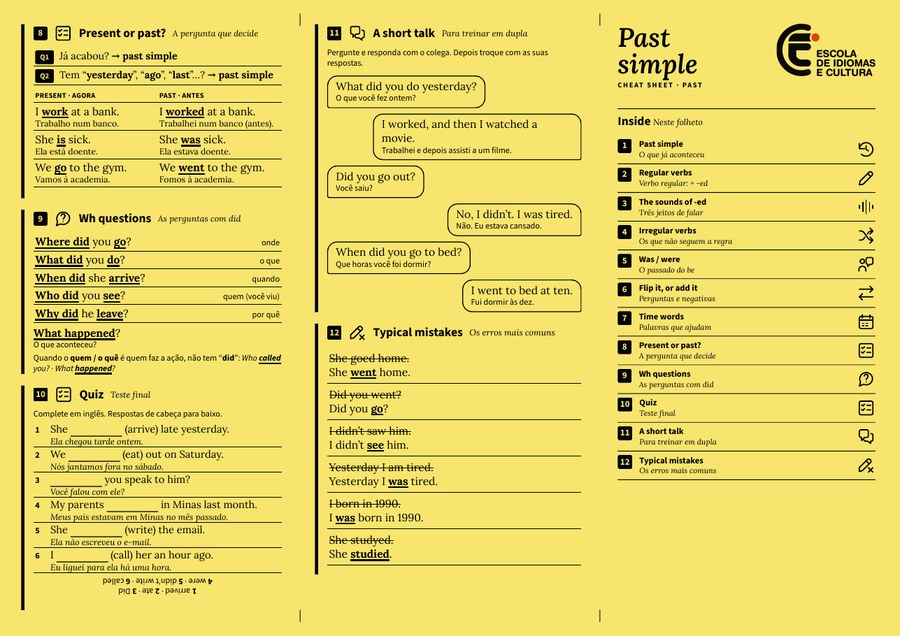 8 Present or past? A pergunta que decide
Q1 Já acabou? → past simple
Q2 Tem “yesterday”, “ago”, “last”...? → past simple
PRESENT · AGORA PAST · ANTES
I work at a bank. I worked at a bank.
Trabalho num banco. Trabalhei num banco (antes).
She is sick. She was sick.
Ela está doente. Ela estava doente.
We go to the gym. We went to the gym.
Vamos à academia. Fomos à academia.
9 Wh questions As perguntas com did
Where did you go? onde
What did you do? o que
When did she arrive? quando
Who did you see? quem (você viu)
Why did he leave? por quê
What happened?
O que aconteceu?
Quando o quem / o quê é quem faz a ação, não tem “did”: Who called
you? · What happened?
10 Quiz Teste final
Complete em inglês. Respostas de cabeça para baixo.
1 She ________ (arrive) late yesterday.
Ela chegou tarde ontem.
2 We ________ (eat) out on Saturday.
Nós jantamos fora no sábado.
3 ________ you speak to him?
Você falou com ele?
4 My parents ________ in Minas last month.
Meus pais estavam em Minas no mês passado.
5 She ________ (write) the email.
Ela não escreveu o e-mail.
6 I ________ (call) her an hour ago.
Eu liguei para ela há uma hora.
1 arrived · 2 ate · 3 Did
4 were · 5 didn’t write · 6 called
11 A short talk Para treinar em dupla
Pergunte e responda com o colega. Depois troque com as suas
respostas.
What did you do yesterday?
O que você fez ontem?
I worked, and then I watched a
movie.
Trabalhei e depois assisti a um filme.
Did you go out?
Você saiu?
No, I didn’t. I was tired.
Não. Eu estava cansado.
When did you go to bed?
Que horas você foi dormir?
I went to bed at ten.
Fui dormir às dez.
12 Typical mistakes Os erros mais comuns
She goed home.
She went home.
Did you went?
Did you go?
I didn’t saw him.
I didn’t see him.
Yesterday I am tired.
Yesterday I was tired.
I born in 1990.
I was born in 1990.
She studyed.
She studied.
Past
simple
CHEAT SHEET · PAST
ESCOLA
DE IDIOMAS
E CULTURA
Inside Neste folheto
1 Past simple
O que já aconteceu
2 Regular verbs
Verbo regular: + -ed
3 The sounds of -ed
Três jeitos de falar
4 Irregular verbs
Os que não seguem a regra
5 Was / were
O passado do be
6 Flip it, or add it
Perguntas e negativas
7 Time words
Palavras que ajudam
8 Present or past?
A pergunta que decide
9 Wh questions
As perguntas com did
10 Quiz
Teste final
11 A short talk
Para treinar em dupla
12 Typical mistakes
Os erros mais comuns